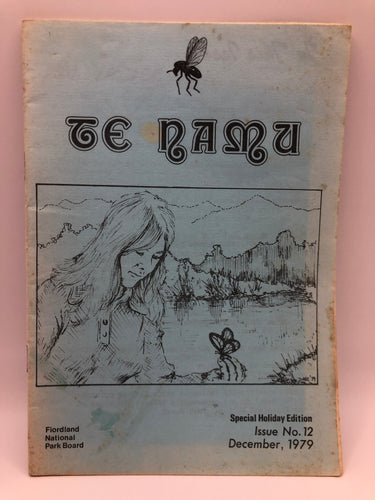 TE NAMU
Special Holiday Edition
Issue No.12
December, 1979
Fiordland
National
Park Board